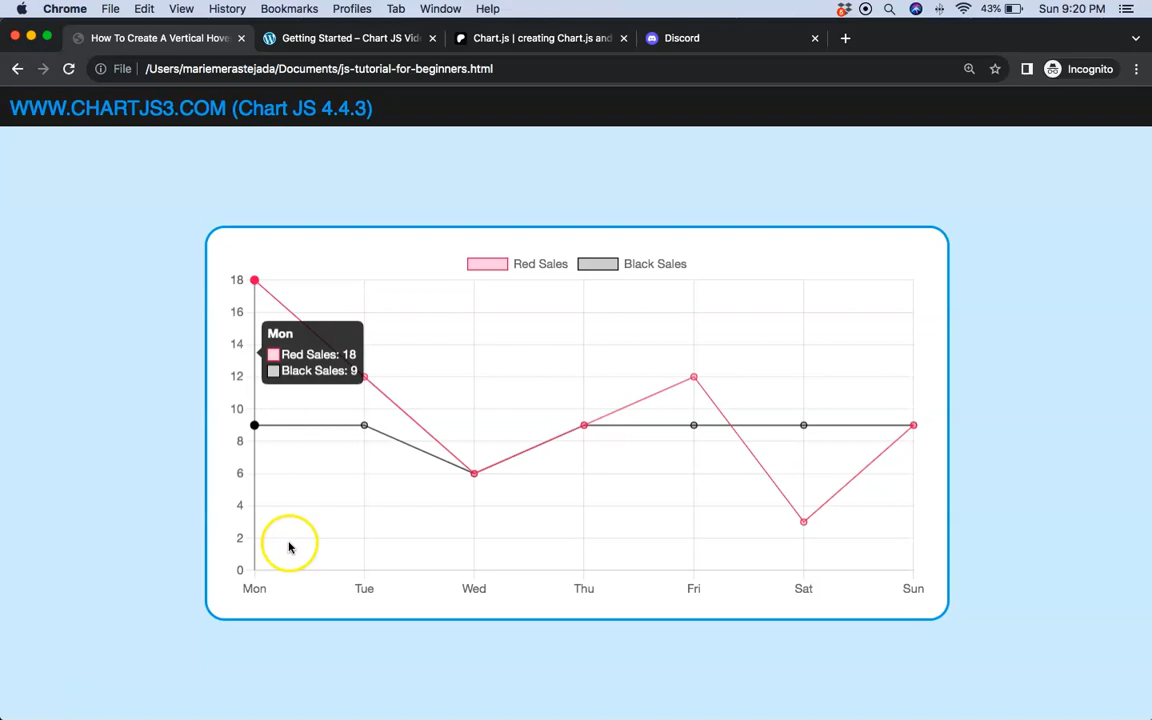 Chrome File Edit View History Bookmarks Profiles Tab Window Help 43% Sun 9:20 PM
How To Create A Vertical Hove Getting Started – Chart JS Vid Chart.js | creating Chart.js and Discord
File /Users/mariemerastejada/Documents/js-tutorial-for-beginners.html Incognito
WWW.CHARTJS3.COM (Chart JS 4.4.3)
Red Sales Black Sales
18
16
14
12
10
8
6
4
2
0
Mon
Red Sales: 18
Black Sales: 9
Mon Tue Wed Thu Fri Sat Sun